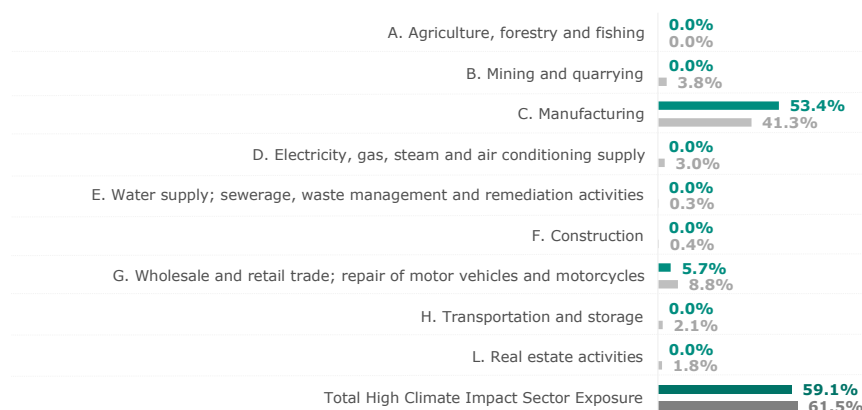 A. Agriculture, forestry and fishing
0.0%
0.0%
B. Mining and quarrying
0.0%
3.8%
C. Manufacturing
53.4%
41.3%
D. Electricity, gas, steam and air conditioning supply
0.0%
3.0%
E. Water supply; sewerage, waste management and remediation activities
0.0%
0.3%
F. Construction
0.0%
0.4%
G. Wholesale and retail trade; repair of motor vehicles and motorcycles
5.7%
8.8%
H. Transportation and storage
0.0%
2.1%
L. Real estate activities
0.0%
1.8%
Total High Climate Impact Sector Exposure
59.1%
61.5%